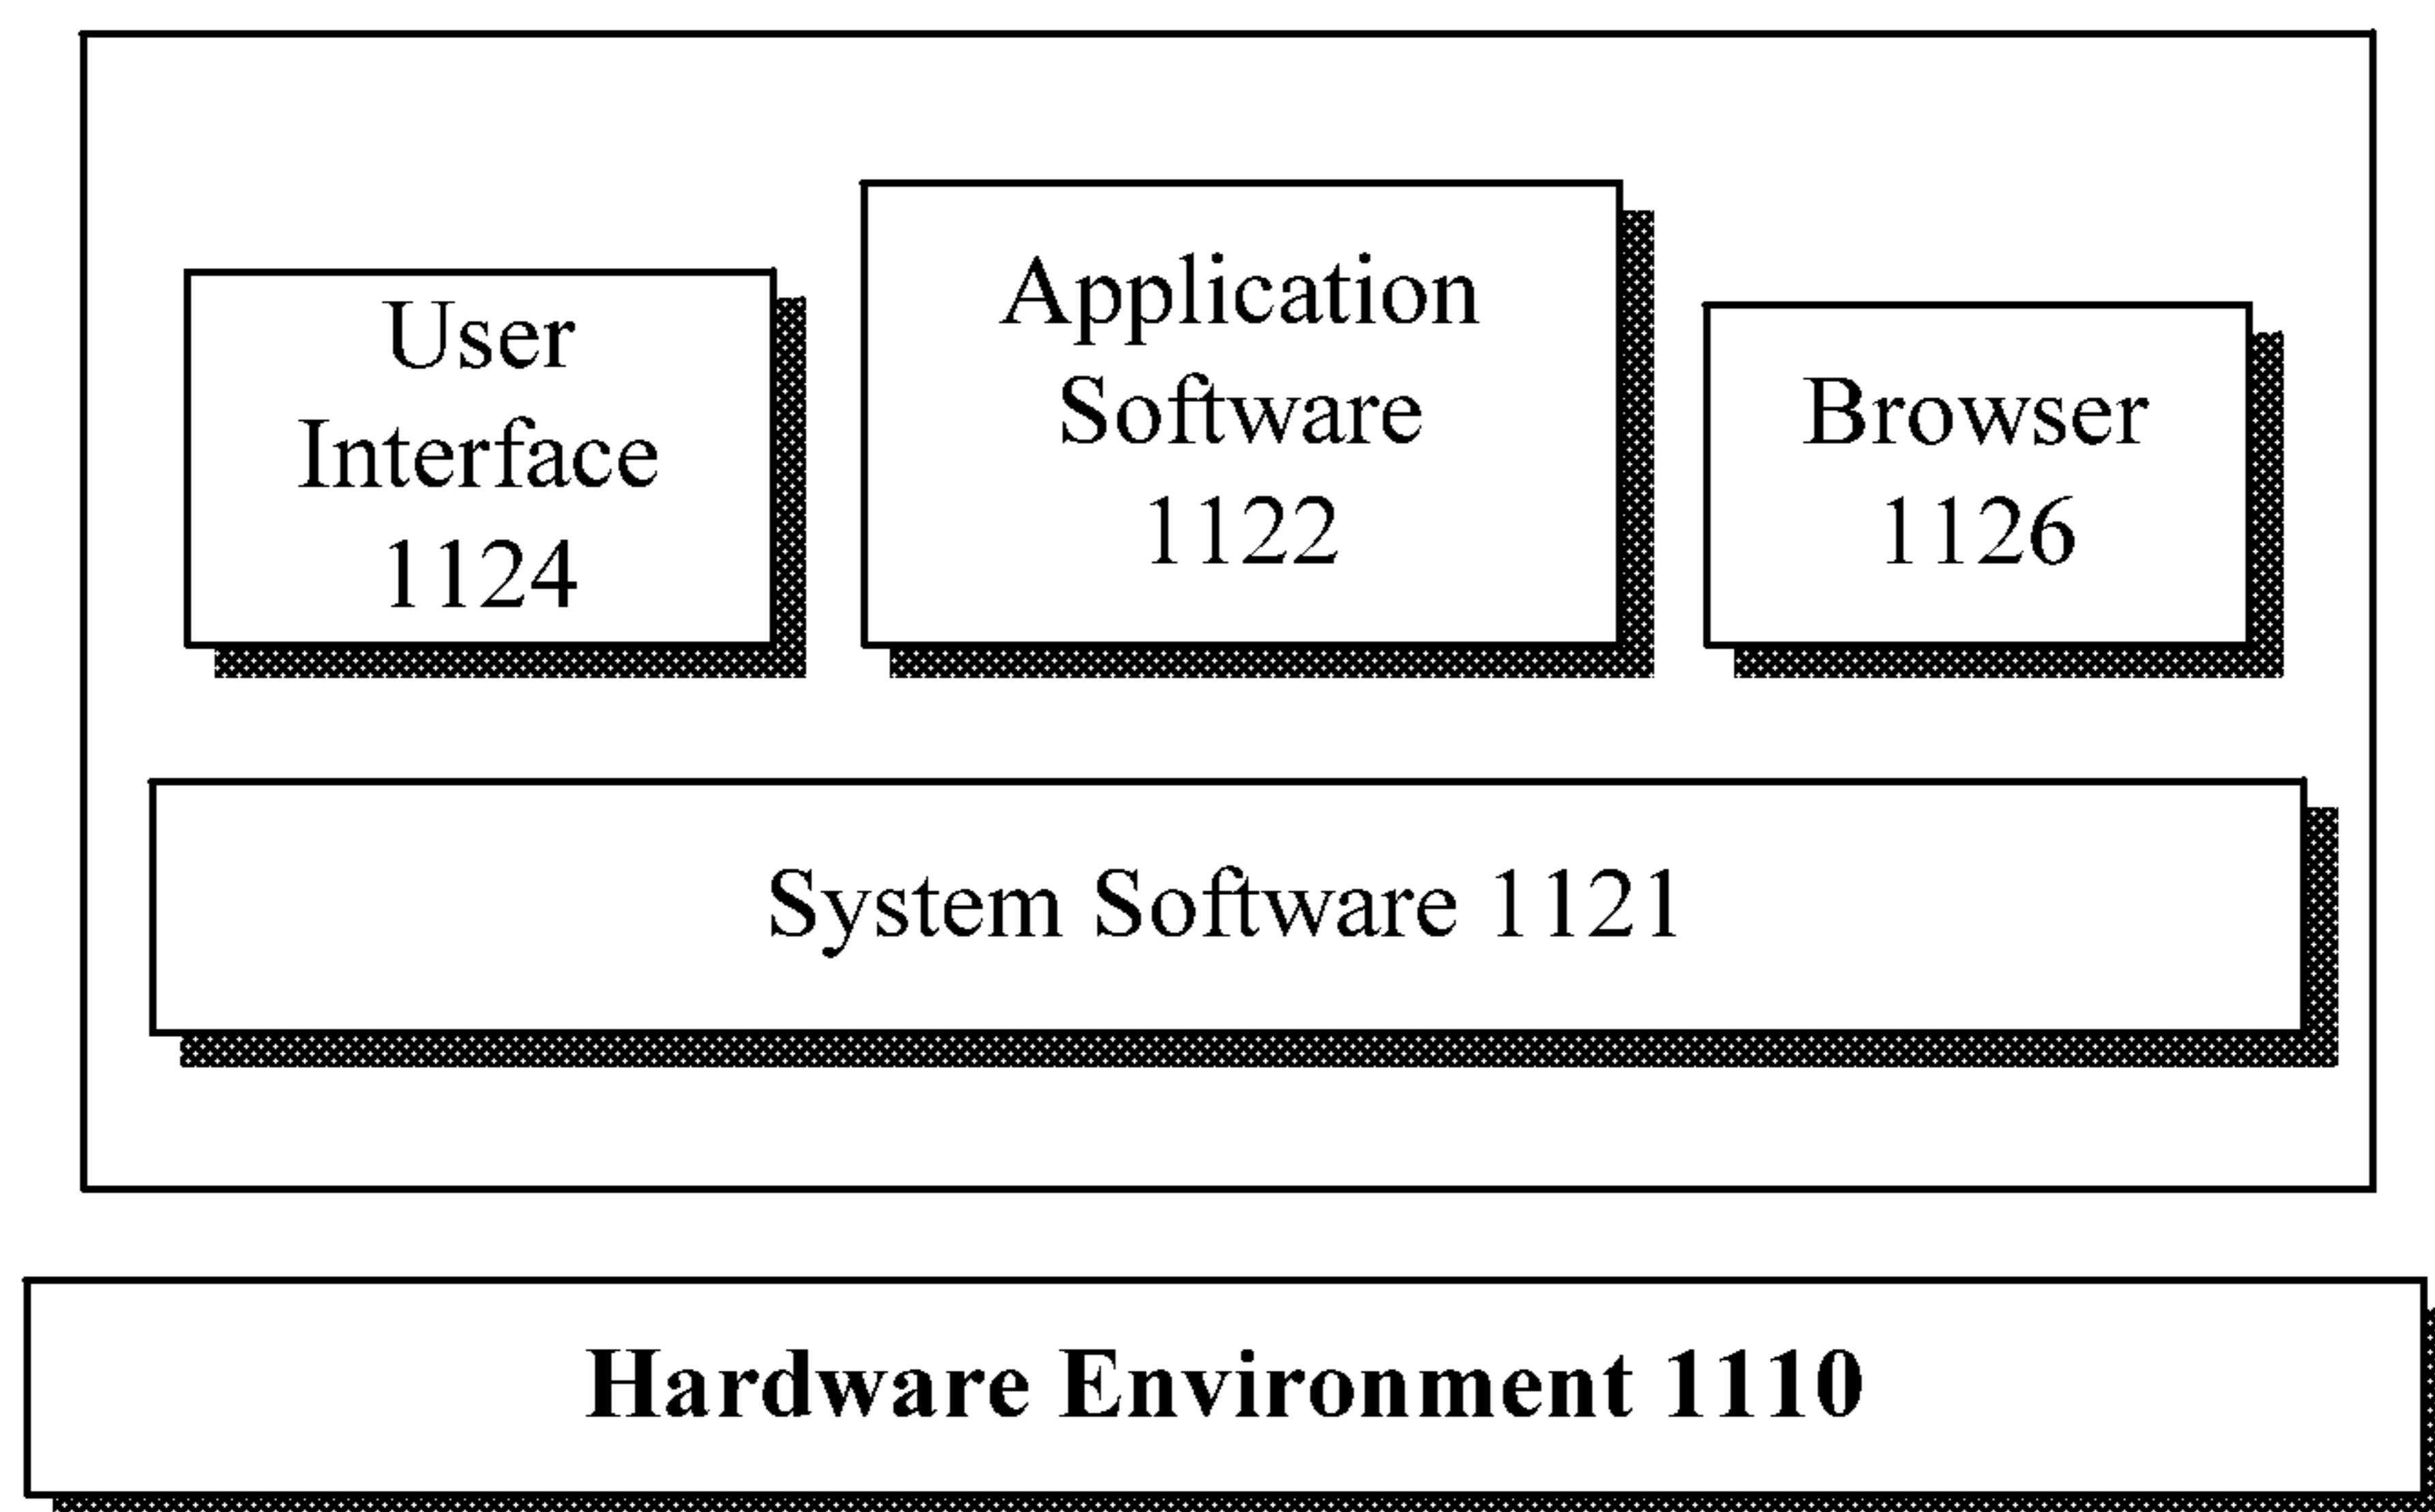 User
Interface
1124
Application
Software
1122
Browser
1126
System Software 1121
Hardware Environment 1110